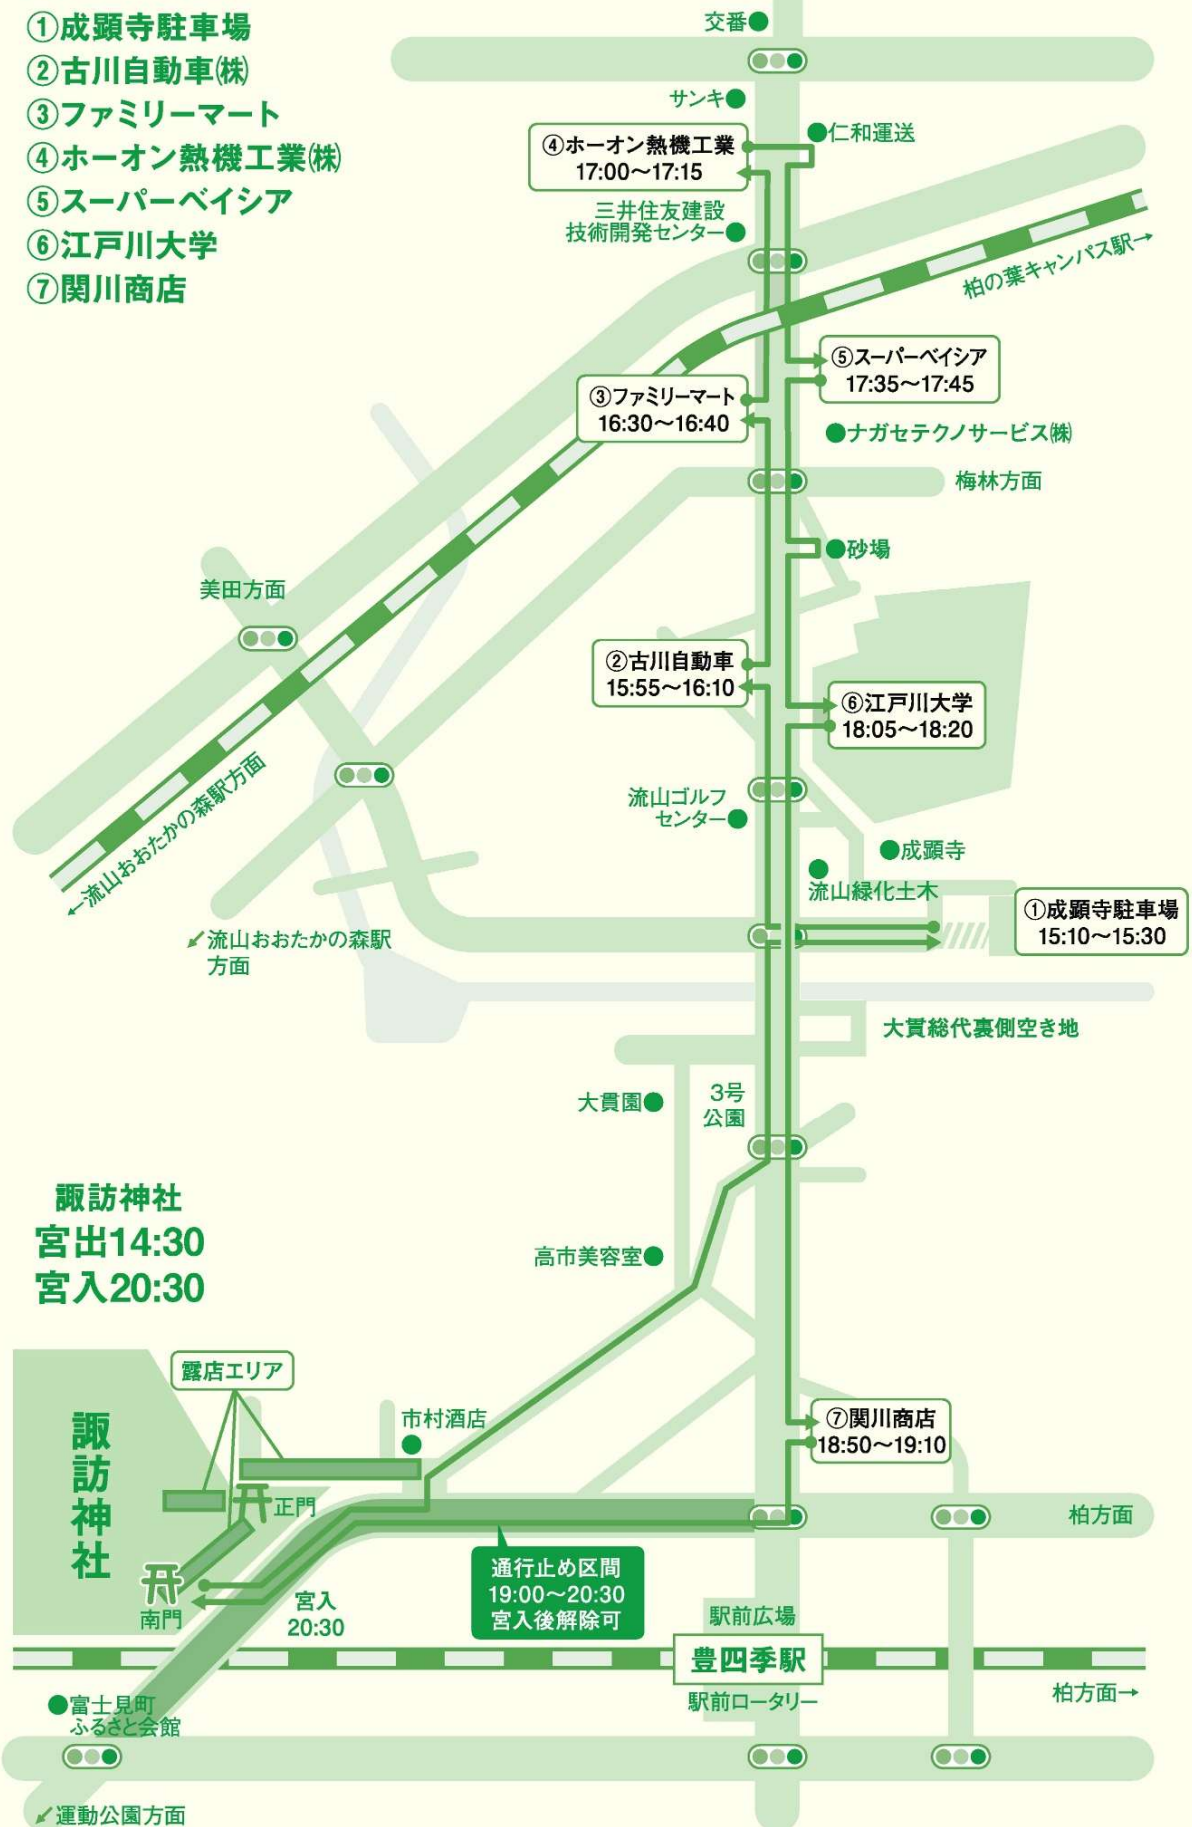 ①成顕寺駐車場
②古川自動車㈱
③ファミリーマート
④ホーオン熱機工業㈱
⑤スーパーベイシア
⑥江戸川大学
⑦関川商店
交番
サンキ
④ホーオン熱機工業
17:00～17:15
仁和運送
三井住友建設
技術開発センター
柏の葉キャンパス駅→
⑤スーパーベイシア
17:35～17:45
③ファミリーマート
16:30～16:40
ナガセテクノサービス㈱
梅林方面
砂場
美田方面
②古川自動車
15:55～16:10
⑥江戸川大学
18:05～18:20
流山ゴルフ
センター
成顕寺
流山緑化土木
←流山おおたかの森駅方面
①成顕寺駐車場
15:10～15:30
↙流山おおたかの森駅
方面
大貫総代裏側空き地
大貫園
3号
公園
諏訪神社
宮出14:30
宮入20:30
高市美容室
露店エリア
市村酒店
⑦関川商店
18:50～19:10
諏訪神社
正門
柏方面
通行止め区間
19:00～20:30
宮入後解除可
南門
宮入
20:30
駅前広場
豊四季駅
駅前ロータリー
柏方面→
富士見町
ふるさと会館
↙運動公園方面